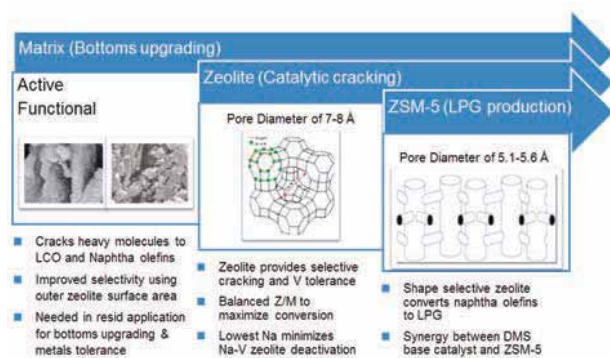 Matrix (Bottoms upgrading)
Active
Functional
Cracks heavy molecules to
LCO and Naphtha olefins
Improved selectivity using
outer zeolite surface area
Needed in resid application
for bottoms upgrading &
metals tolerance
Zeolite (Catalytic cracking)
Pore Diameter of 7-8 Å
Zeolite provides selective
cracking and V tolerance
Balanced Z/M to
maximize conversion
Lowest Na minimizes
Na-V zeolite deactivation
ZSM-5 (LPG production)
Pore Diameter of 5.1-5.6 Å
Shape selective zeolite
converts naphtha olefins
to LPG
Synergy between DMS
base catalyst and ZSM-5